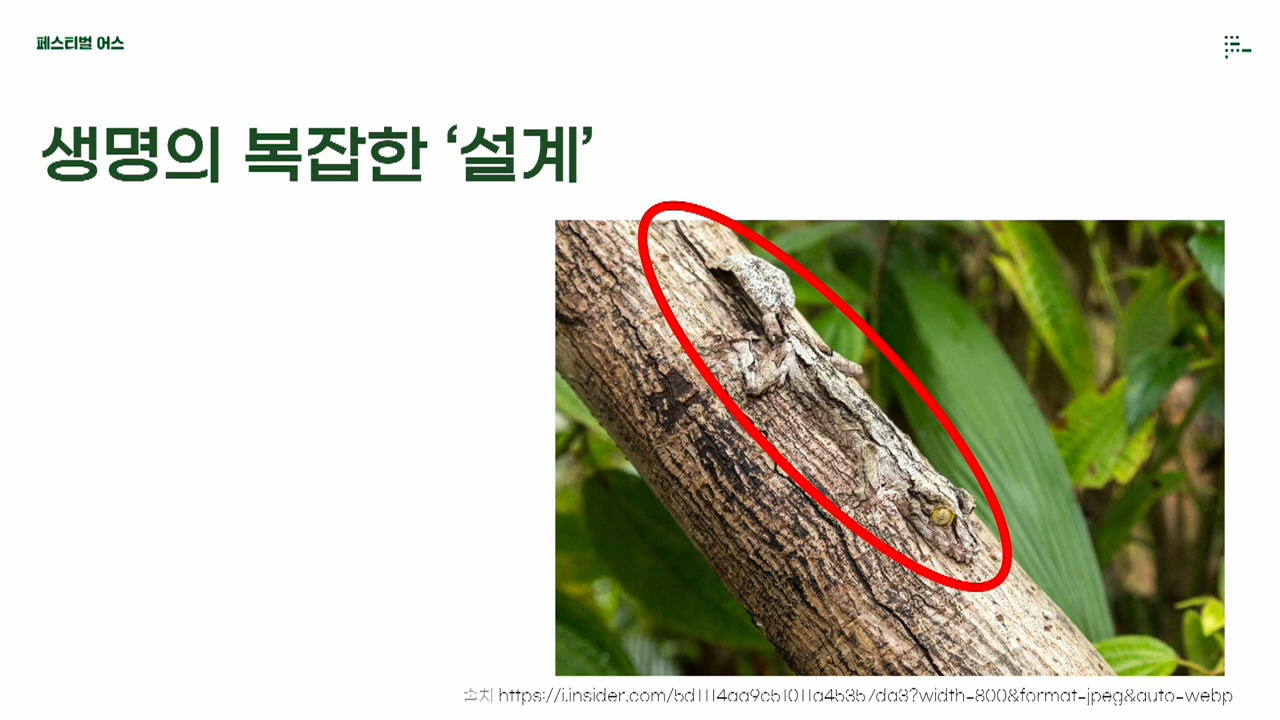 페스티벌 어스
생명의 복잡한 ‘설계’
출처 https://i.insider.com/5d1114aa9c51011a4535/da3?width=800&format=jpeg&auto=webp